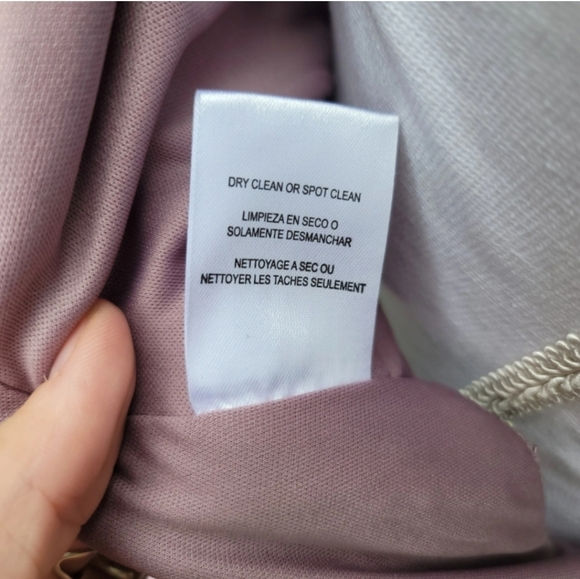 DRY CLEAN OR SPOT CLEAN
LIMPIEZA EN SECO O
SOLAMENTE DESMANCHAR
NETTOYAGE A SEC OU
NETTOYER LES TACHES SEULEMENT